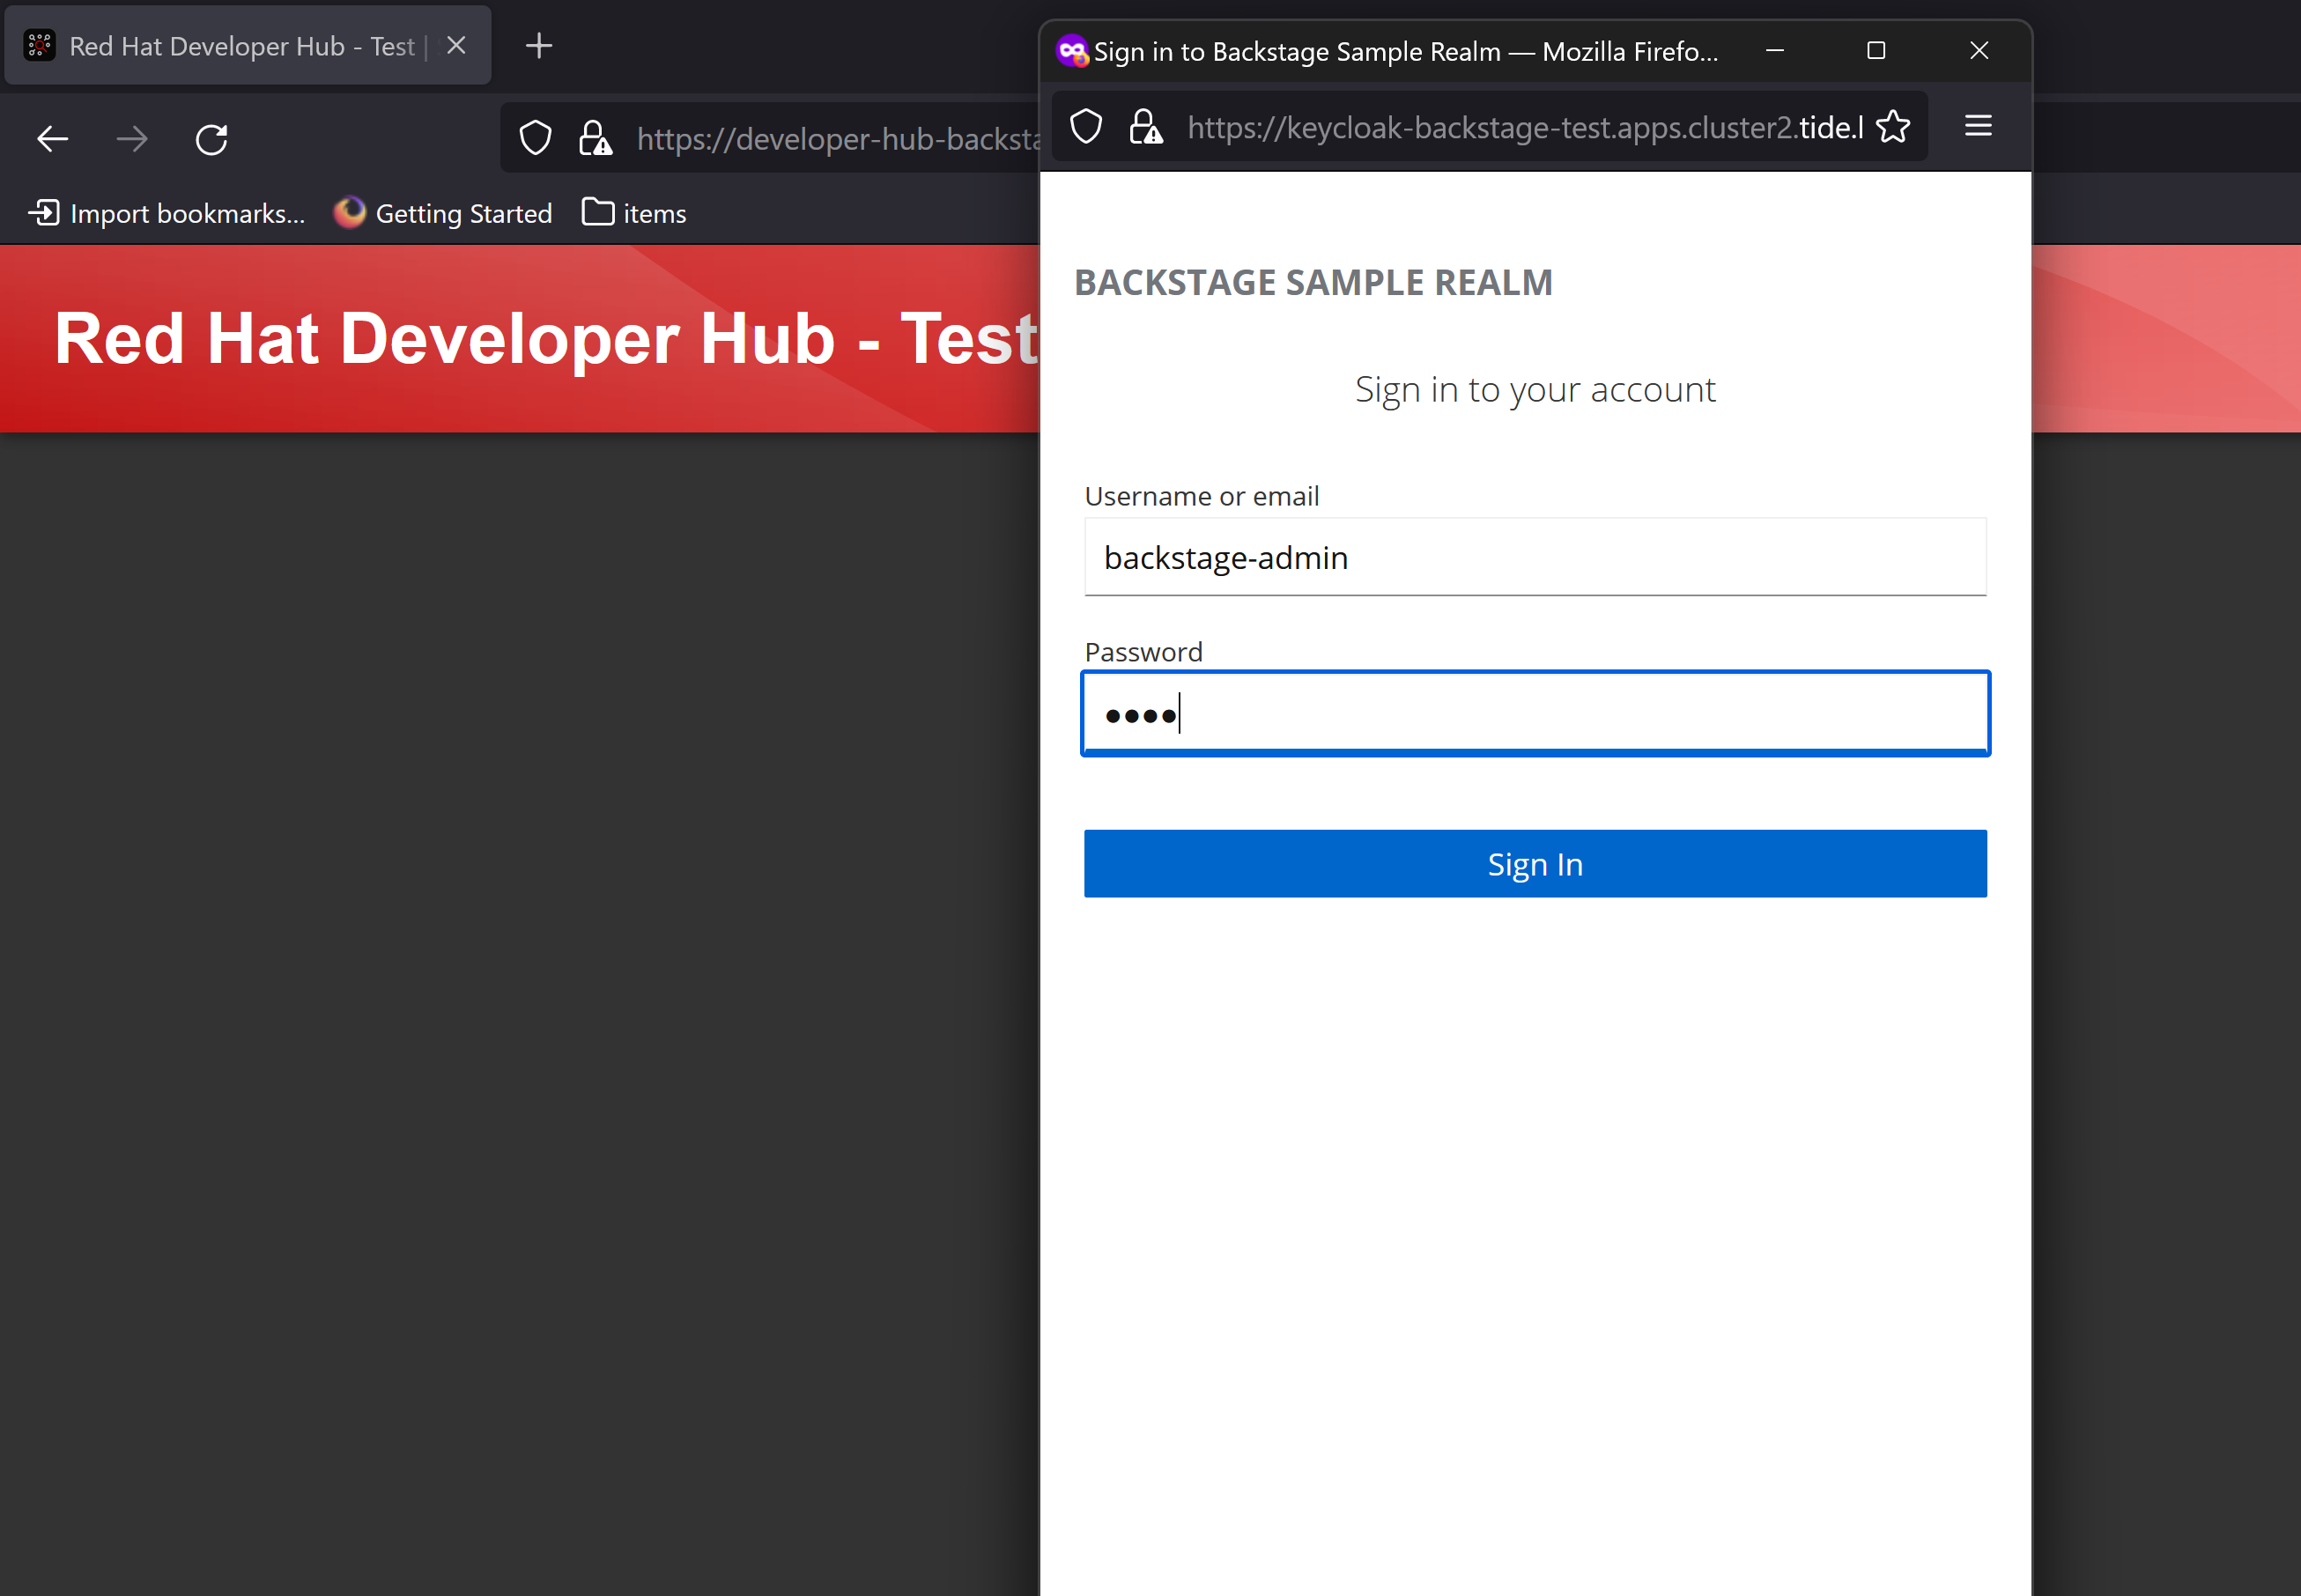 Red Hat Developer Hub - Test |
https://developer-hub-backsta
Import bookmarks...
Getting Started
items
Red Hat Developer Hub - Test
Sign in to Backstage Sample Realm — Mozilla Firefo...
https://keycloak-backstage-test.apps.cluster2.tide.l
BACKSTAGE SAMPLE REALM
Sign in to your account
Username or email
backstage-admin
Password
••••
Sign In